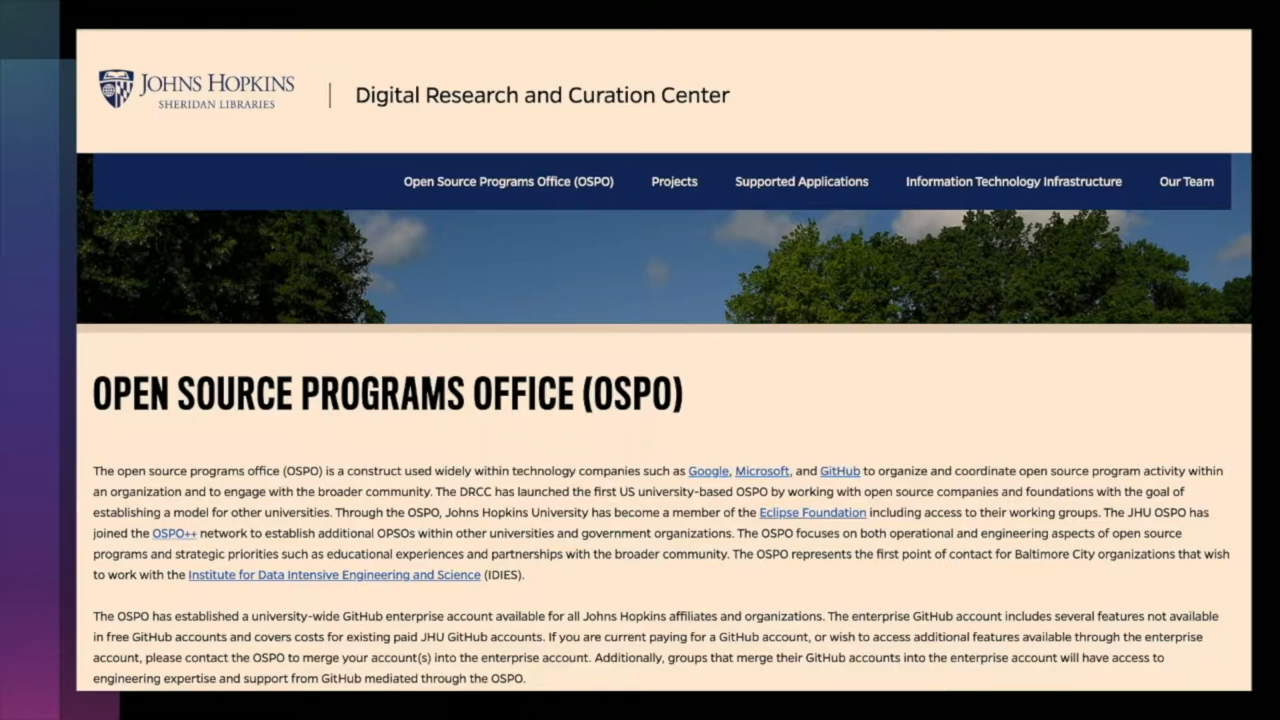 JOHNS HOPKINS
SHERIDAN LIBRARIES
Digital Research and Curation Center
Open Source Programs Office (OSPO) Projects Supported Applications Information Technology Infrastructure Our Team
OPEN SOURCE PROGRAMS OFFICE (OSPO)
The open source programs office (OSPO) is a construct used widely within technology companies such as Google, Microsoft, and GitHub to organize and coordinate open source program activity within
an organization and to engage with the broader community. The DRCC has launched the first US university-based OSPO by working with open source companies and foundations with the goal of
establishing a model for other universities. Through the OSPO, Johns Hopkins University has become a member of the Eclipse Foundation including access to their working groups. The JHU OSPO has
joined the OSPO++ network to establish additional OPSOs within other universities and government organizations. The OSPO focuses on both operational and engineering aspects of open source
programs and strategic priorities such as educational experiences and partnerships with the broader community. The OSPO represents the first point of contact for Baltimore City organizations that wish
to work with the Institute for Data Intensive Engineering and Science (IDIES).
The OSPO has established a university-wide GitHub enterprise account available for all Johns Hopkins affiliates and organizations. The enterprise GitHub account includes several features not available
in free GitHub accounts and covers costs for existing paid JHU GitHub accounts. If you are current paying for a GitHub account, or wish to access additional features available through the enterprise
account, please contact the OSPO to merge your account(s) into the enterprise account. Additionally, groups that merge their GitHub accounts into the enterprise account will have access to
engineering expertise and support from GitHub mediated through the OSPO.